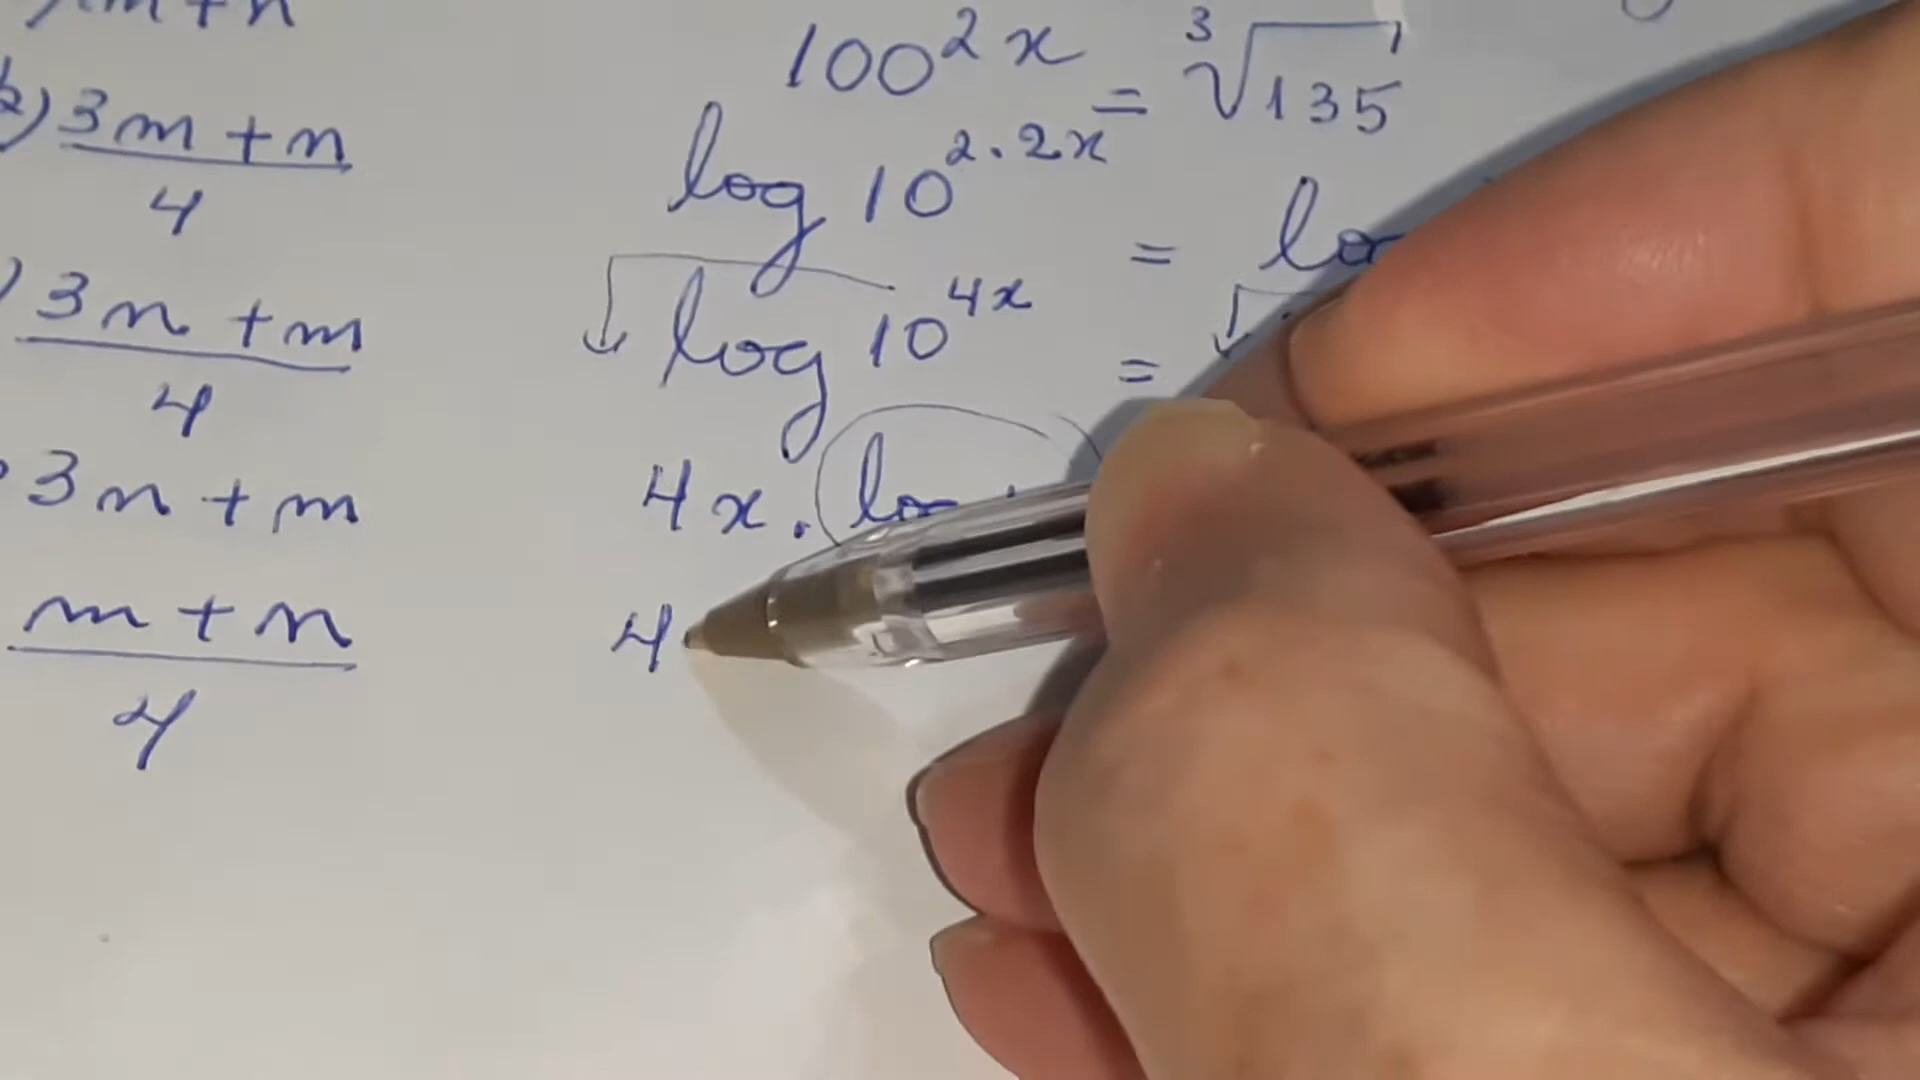 m + n
b) 3m + n
4
) 3n + m
4
3n + m
m + n
4
100^2x = ³√135
log 10^2·2x
= lo
log 10^4x =
4x . lo
4